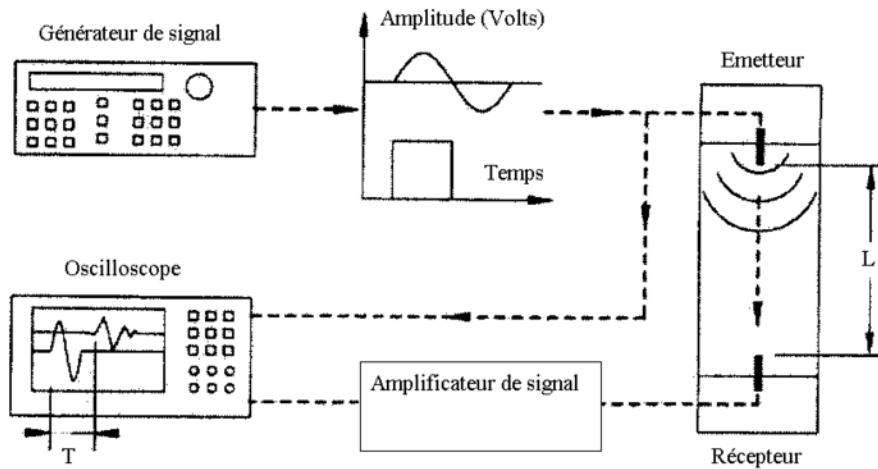 Générateur de signal
Amplitude (Volts)
Emetteur
Temps
L
Oscilloscope
Amplificateur de signal
T
Récepteur